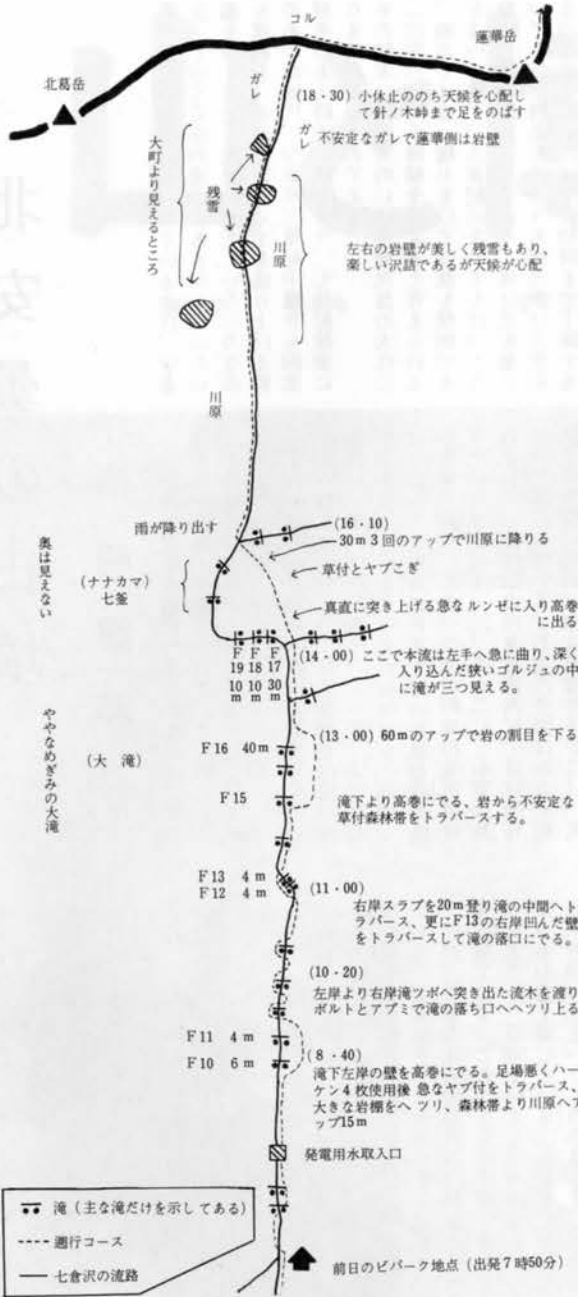 コル
蓮華岳
北葛岳
ガレ
(18・30) 小休止ののち天候を心配し
て針ノ木峠まで足をのばす
ガレ
不安定なガレで蓮華側は岩壁
大町より見えるところ
残雪
川原
左右の岩壁が美しく残雪もあり、
楽しい沢詰であるが天候が心配
川原
雨が降り出す
(16・10)
30m3回のアップで川原に降りる
奥は見えない
(ナナカマ)
七釜
草付とヤブこぎ
真直に突き上げる急なルンゼに入り高巻
に出る
F F F
19 18 17
10 10 30
m m m
(14・00) ここで本流は左手へ急に曲り、深く
入り込んだ狭いゴルジュの中
に滝が三つ見える。
ややなめぎみの大滝
(大 滝)
(13・00) 60mのアップで岩の割目を下る
F16 40m
F15
滝下より高巻にでる、岩から不安定な
草付森林帯をトラバースする。
F13 4m
F12 4m
(11・00)
右岸スラブを20m登り滝の中間へト
ラバース、更にF13の右岸凹んだ壁
をトラバースして滝の落口にでる。
(10・20)
左岸より右岸滝ツボへ突き出た流木を渡り
ボルトとアブミで滝の落ち口へヘツリ上る
F11 4m
F10 6m
(8・40)
滝下左岸の壁を高巻にでる。足場悪くハー
ケン4枚使用後 急なヤブ付をトラバース、
大きな岩棚をヘツリ、森林帯より川原へア
ップ15m
発電用水取入口
滝(主な滝だけを示してある)
遡行コース
七倉沢の流路
前日のビバーク地点(出発7時50分)